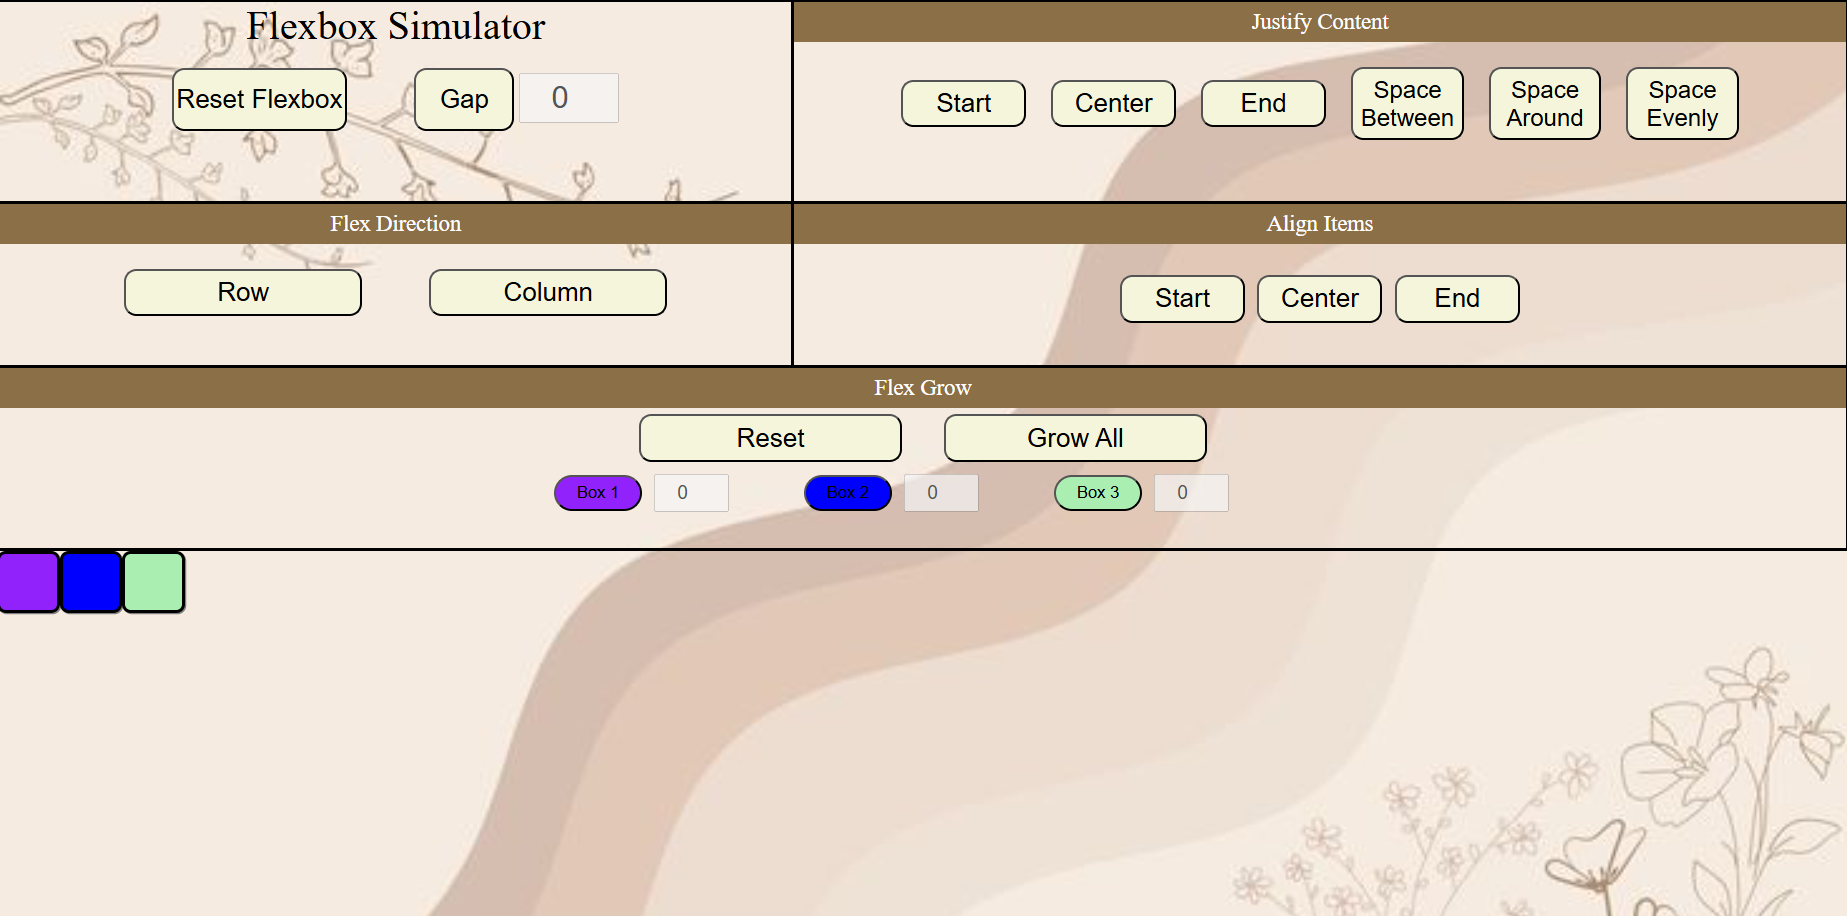 Flexbox Simulator
Reset Flexbox
Gap
0
Justify Content
Start
Center
End
Space
Between
Space
Around
Space
Evenly
Flex Direction
Row
Column
Align Items
Start
Center
End
Flex Grow
Reset
Grow All
Box 1
0
Box 2
0
Box 3
0